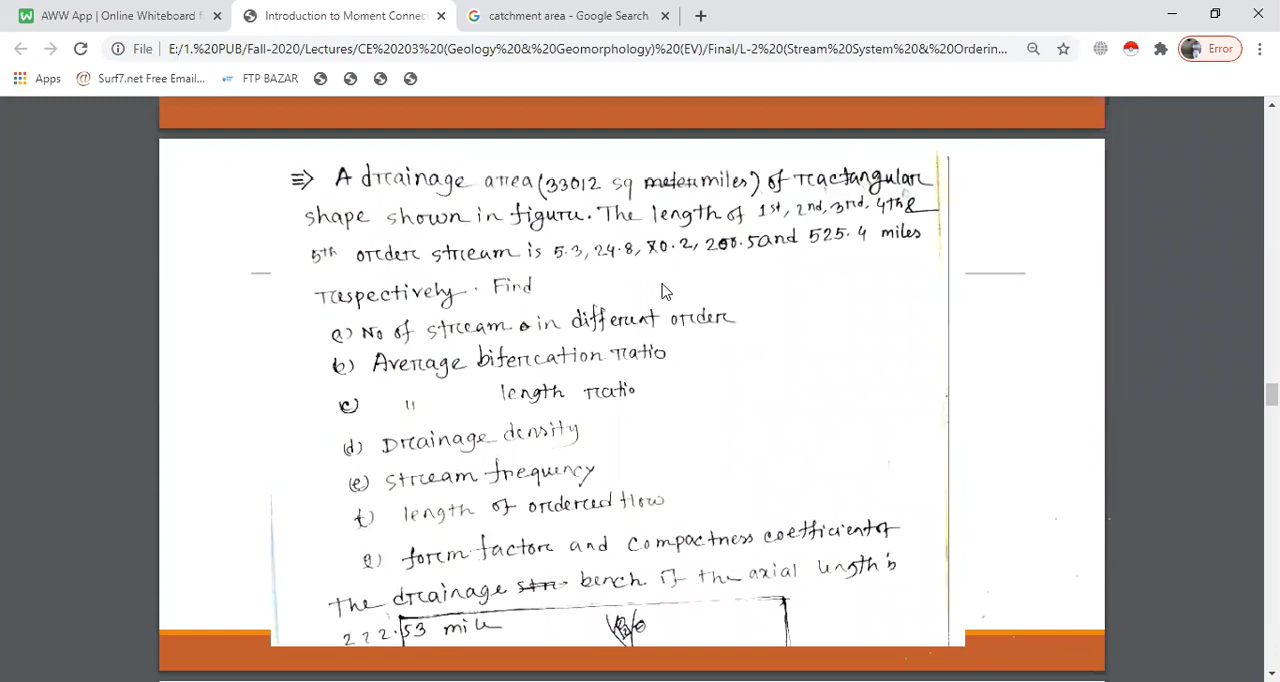 AWW App | Online Whiteboard f
Introduction to Moment Connec
catchment area - Google Search
File
E:/1.%20PUB/Fall-2020/Lectures/CE%20203%20(Geology%20&%20Geomorphology)%20(EV)/Final/L-2%20(Stream%20System%20&%20Orderin...
Error
Apps
Surf7.net Free Email...
FTP BAZAR
⇒ A drainage area (33012 sq meter miles) of ractangular
shape shown in figure. The length of 1st, 2nd, 3rd, 4th &
5th order stream is 5.3, 24.8, 80.2, 200.5 and 525.4 miles
raspectively. Find
a) No of stream in different order
b) Average bifercation ratio
c) " length ratio
(d) Drainage density
(e) stream frequency
f) length of ordered flow
form factor and compactness coefficient of
The drainage bench if the axial length is
222.53 mile